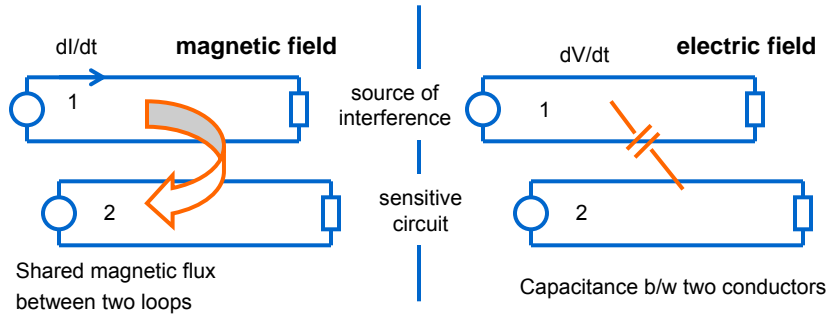 dI/dt
magnetic field
1
2
Shared magnetic flux
between two loops
source of
interference
sensitive
circuit
electric field
dV/dt
1
2
Capacitance b/w two conductors